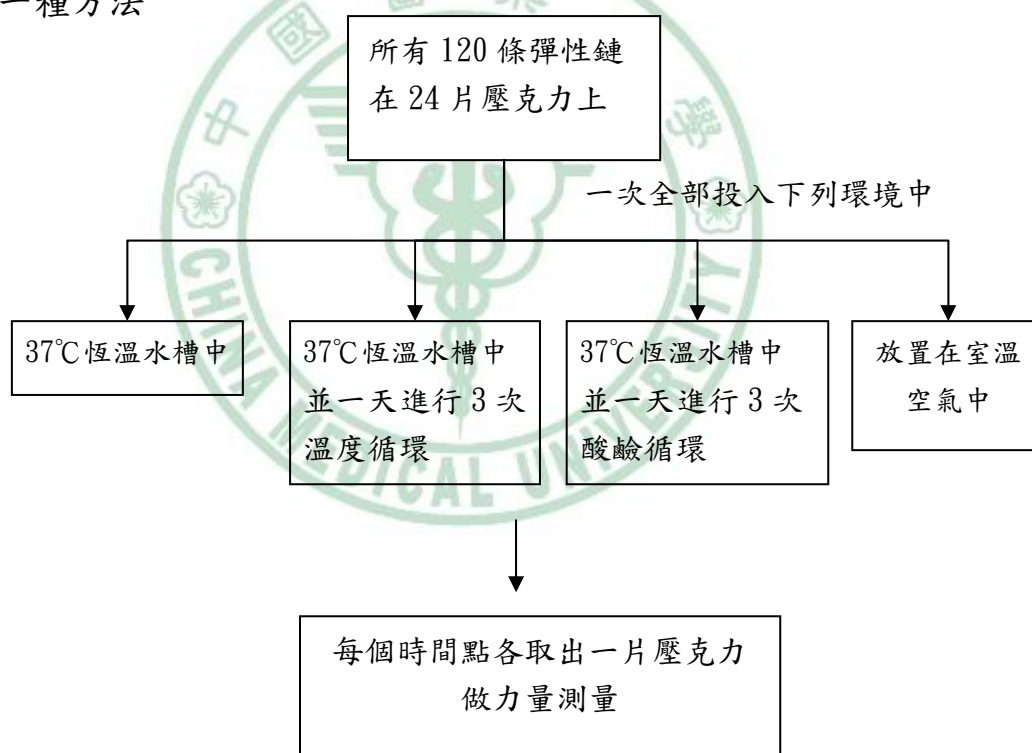 一種方法
所有 120 條彈性鏈
在 24 片壓克力上
一次全部投入下列環境中
37℃恆溫水槽中
37℃恆溫水槽中
並一天進行 3 次
溫度循環
37℃恆溫水槽中
並一天進行 3 次
酸鹼循環
放置在室溫
空氣中
每個時間點各取出一片壓克力
做力量測量
中 國 醫 藥 學
CHINA MEDICAL UNIVERSITY